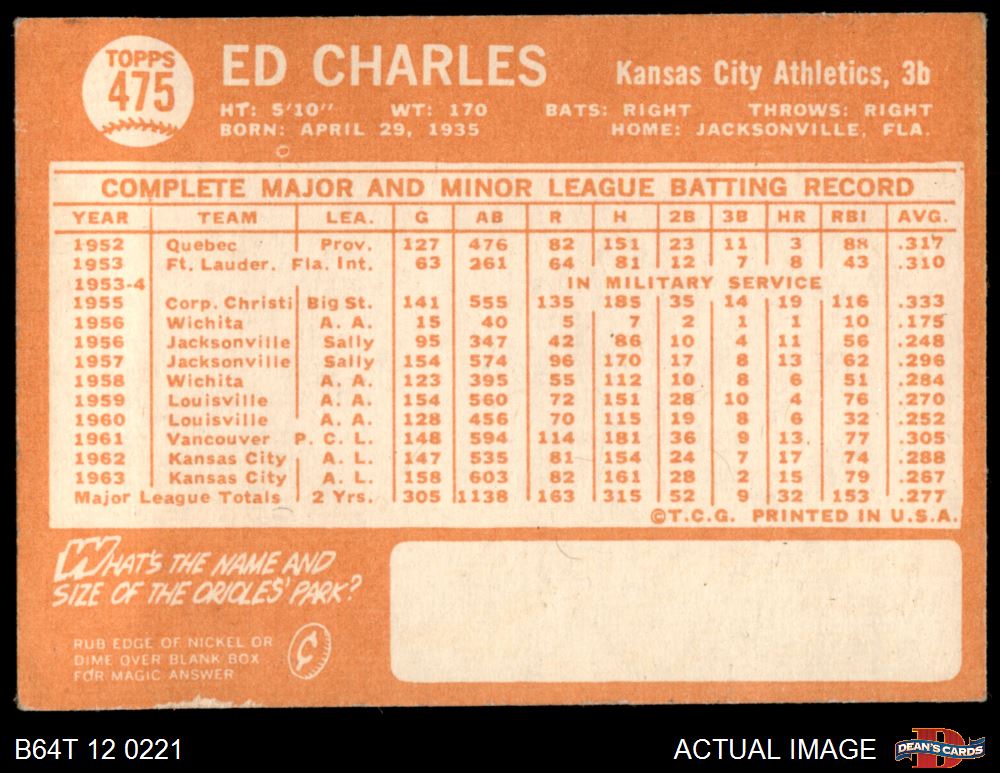 TOPPS
475
ED CHARLES
Kansas City Athletics, 3b
HT: 5'10" WT: 170 BATS: RIGHT THROWS: RIGHT
BORN: APRIL 29, 1935 HOME: JACKSONVILLE, FLA.
COMPLETE MAJOR AND MINOR LEAGUE BATTING RECORD
YEAR TEAM LEA. G AB R H 2B 3B HR RBI AVG.
1952 Quebec Prov. 127 476 82 151 23 11 3 88 .317
1953 Ft. Lauder. Fla. Int. 63 261 64 81 12 7 8 43 .310
1953-4 IN MILITARY SERVICE
1955 Corp. Christi Big St. 141 555 135 185 35 14 19 116 .333
1956 Wichita A. A. 15 40 5 7 2 1 1 10 .175
1956 Jacksonville Sally 95 347 42 86 10 4 11 56 .248
1957 Jacksonville Sally 154 574 96 170 17 8 13 62 .296
1958 Wichita A. A. 123 395 55 112 10 8 6 51 .284
1959 Louisville A. A. 154 560 72 151 28 10 4 76 .270
1960 Louisville A. A. 128 456 70 115 19 8 6 32 .252
1961 Vancouver P. C. L. 148 594 114 181 36 9 13 77 .305
1962 Kansas City A. L. 147 535 81 154 24 7 17 74 .288
1963 Kansas City A. L. 158 603 82 161 28 2 15 79 .267
Major League Totals 2 Yrs. 305 1138 163 315 52 9 32 153 .277
©T.C.G. PRINTED IN U.S.A.
WHAT'S THE NAME AND
SIZE OF THE ORIOLES' PARK?
RUB EDGE OF NICKEL OR
DIME OVER BLANK BOX
FOR MAGIC ANSWER
¢
B64T 12 0221
ACTUAL IMAGE
D
DEAN'S CARDS